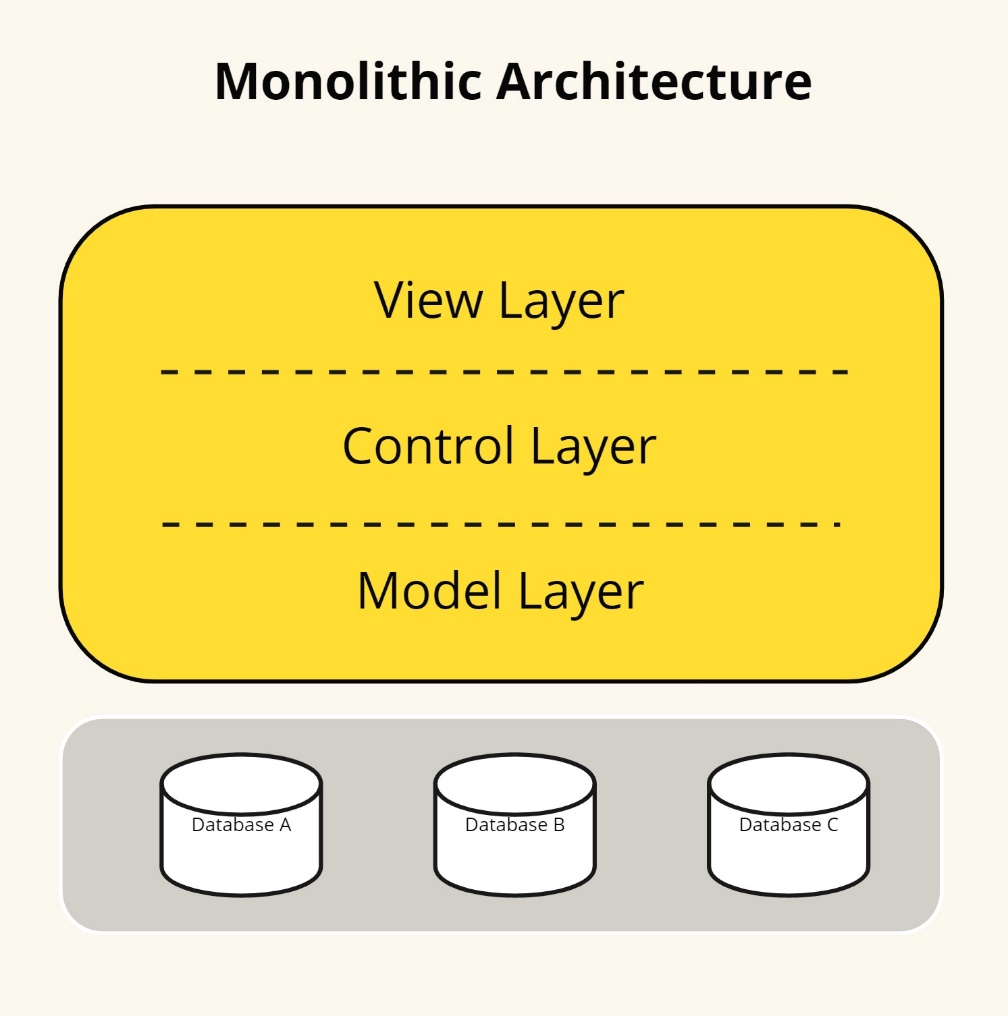 Monolithic Architecture
View Layer
Control Layer
Model Layer
Database A
Database B
Database C